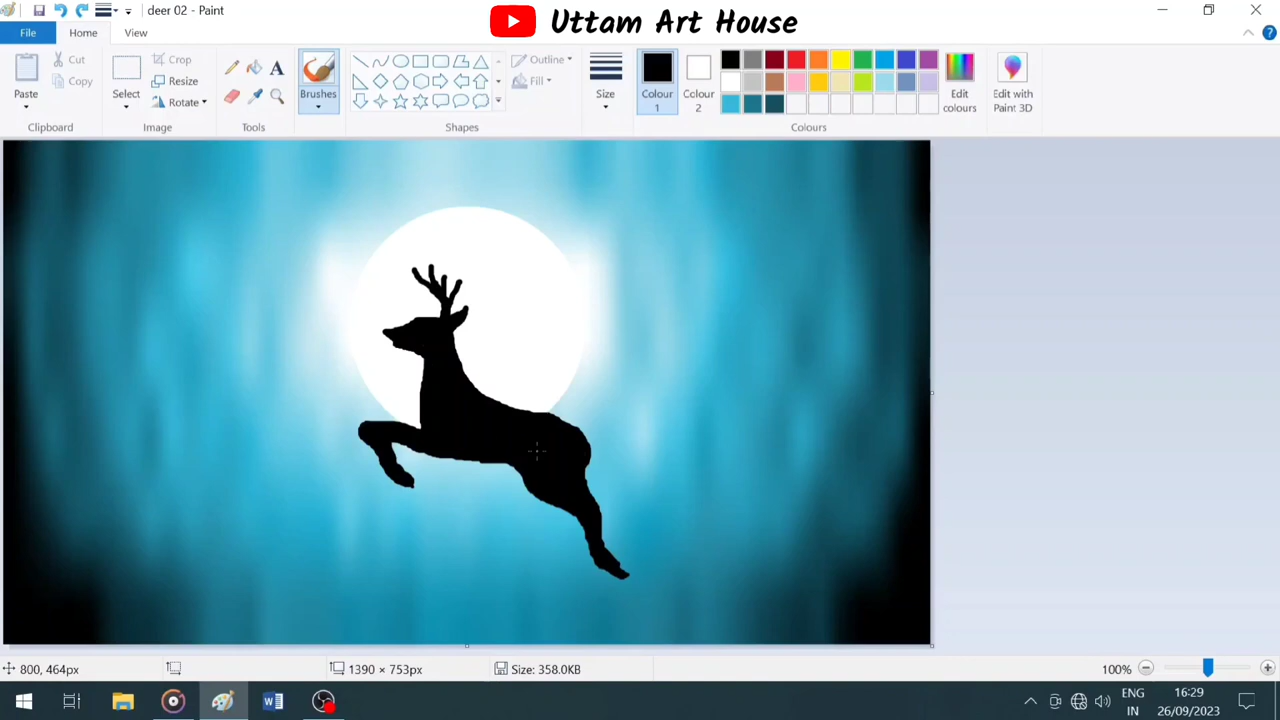 deer 02 - Paint
Uttam Art House
File Home View
Paste
Cut
Copy
Clipboard
Select
Crop
Resize
Rotate
Image
Tools
Brushes
Outline
Fill
Shapes
Size
Colour 1
Colour 2
Edit colours
Colours
Edit with Paint 3D
800, 464px
1390 × 753px
Size: 358.0KB
100%
ENG
IN
16:29
26/09/2023